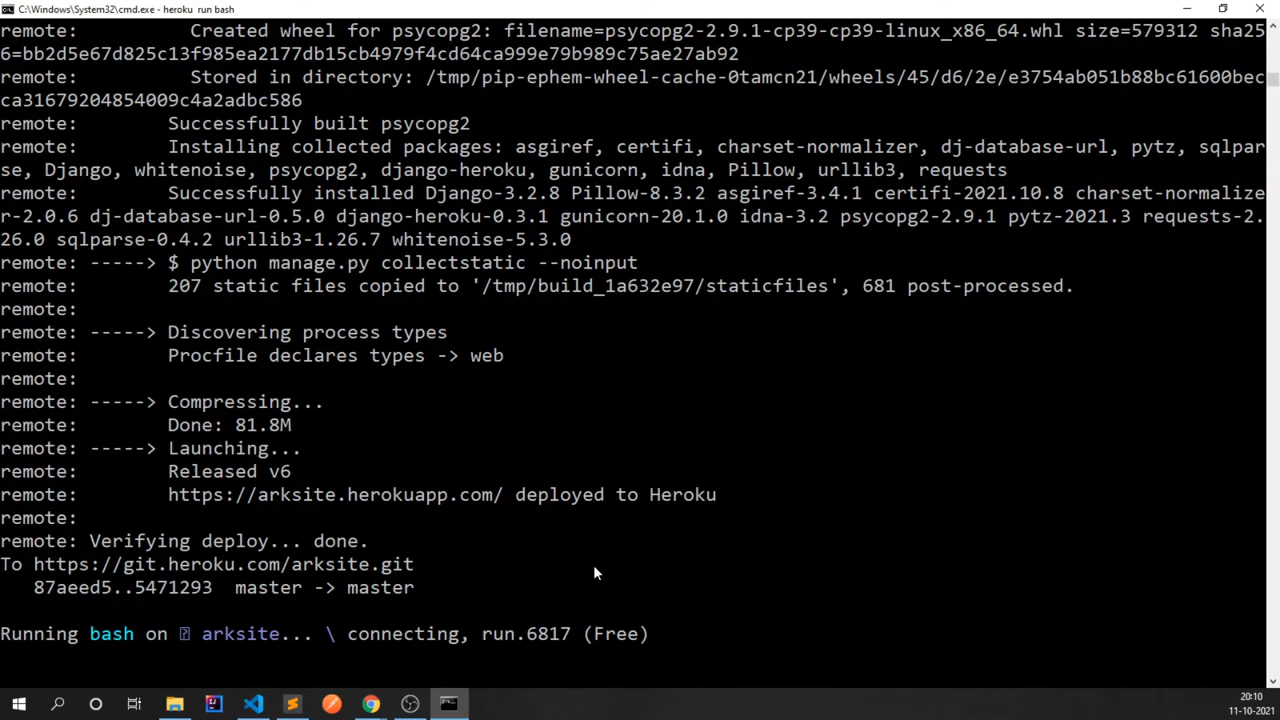 C:\Windows\System32\cmd.exe - heroku  run bash
remote:        Created wheel for psycopg2: filename=psycopg2-2.9.1-cp39-cp39-linux_x86_64.whl size=579312 sha25
6=bb2d5e67d825c13f985ea2177db15cb4979f4cd64ca999e79b989c75ae27ab92
remote:          Stored in directory: /tmp/pip-ephem-wheel-cache-0tamcn21/wheels/45/d6/2e/e3754ab051b88bc61600bec
ca31679204854009c4a2adbc586
remote:        Successfully built psycopg2
remote:        Installing collected packages: asgiref, certifi, charset-normalizer, dj-database-url, pytz, sqlpar
se, Django, whitenoise, psycopg2, django-heroku, gunicorn, idna, Pillow, urllib3, requests
remote:        Successfully installed Django-3.2.8 Pillow-8.3.2 asgiref-3.4.1 certifi-2021.10.8 charset-normalize
r-2.0.6 dj-database-url-0.5.0 django-heroku-0.3.1 gunicorn-20.1.0 idna-3.2 psycopg2-2.9.1 pytz-2021.3 requests-2.
26.0 sqlparse-0.4.2 urllib3-1.26.7 whitenoise-5.3.0
remote: -----> $ python manage.py collectstatic --noinput
remote:        207 static files copied to '/tmp/build_1a632e97/staticfiles', 681 post-processed.
remote:
remote: -----> Discovering process types
remote:        Procfile declares types -> web
remote:
remote: -----> Compressing...
remote:        Done: 81.8M
remote: -----> Launching...
remote:        Released v6
remote:        https://arksite.herokuapp.com/ deployed to Heroku
remote:
remote: Verifying deploy... done.
To https://git.heroku.com/arksite.git
   87aeed5..5471293  master -> master
Running bash on ⍰ arksite... \ connecting, run.6817 (Free)
20:10
11-10-2021